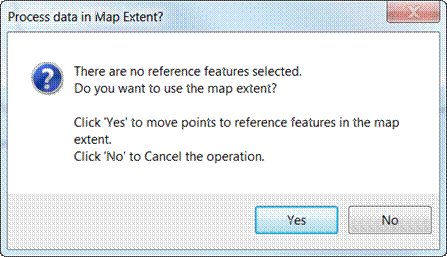 Process data in Map Extent?
There are no reference features selected.
Do you want to use the map extent?
Click 'Yes' to move points to reference features in the map
extent.
Click 'No' to Cancel the operation.
Yes No